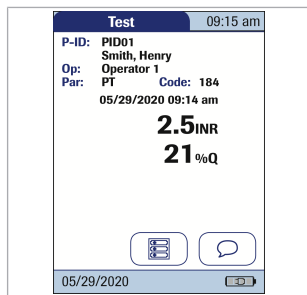 Test 09:15 am
P-ID: PID01
Smith, Henry
Op: Operator 1
Par: PT Code: 184
05/29/2020 09:14 am
2.5INR
21%Q
05/29/2020